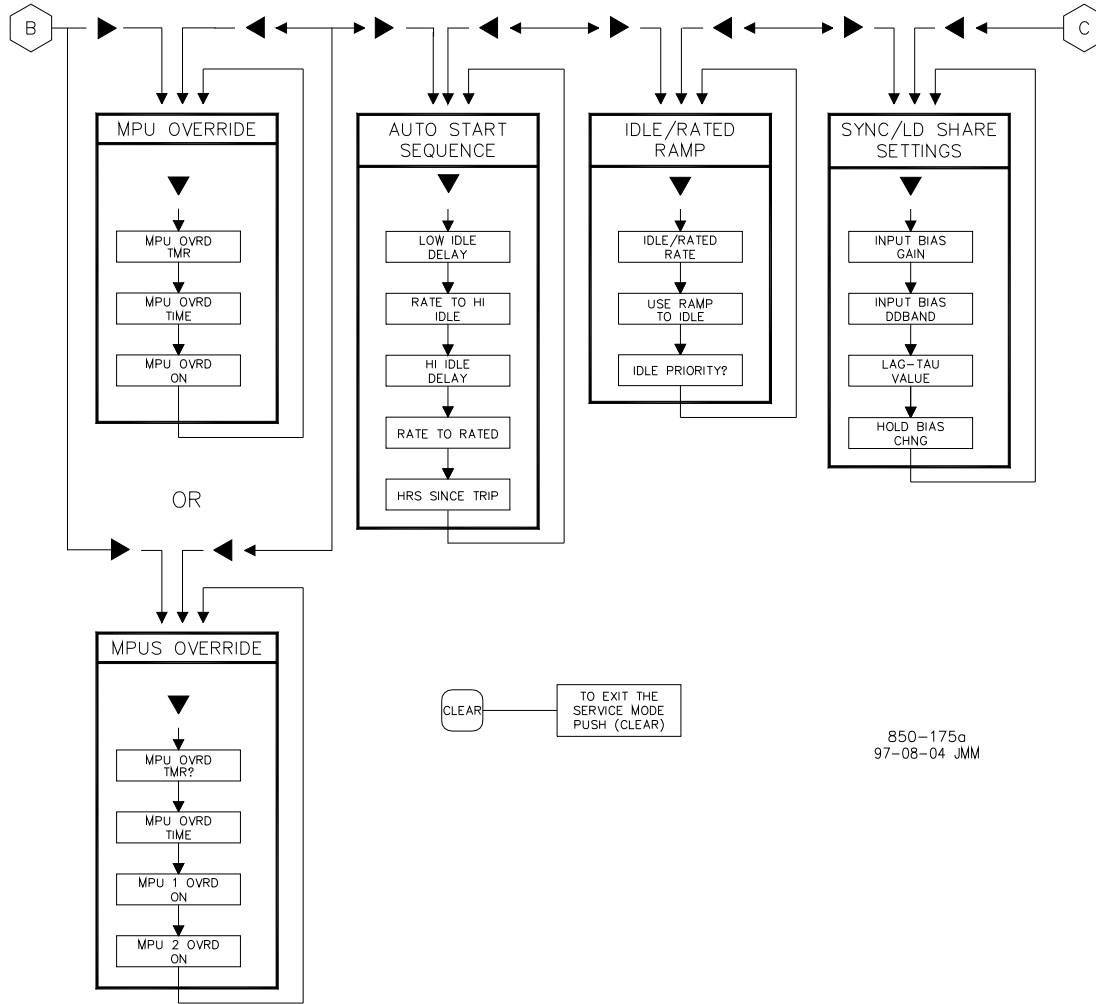 B
C
MPU OVERRIDE
MPU OVRD
TMR
MPU OVRD
TIME
MPU OVRD
ON
AUTO START
SEQUENCE
LOW IDLE
DELAY
RATE TO HI
IDLE
HI IDLE
DELAY
RATE TO RATED
HRS SINCE TRIP
IDLE/RATED
RAMP
IDLE/RATED
RATE
USE RAMP
TO IDLE
IDLE PRIORITY?
SYNC/LD SHARE
SETTINGS
INPUT BIAS
GAIN
INPUT BIAS
DDBAND
LAG-TAU
VALUE
HOLD BIAS
CHNG
OR
MPUS OVERRIDE
MPU OVRD
TMR?
MPU OVRD
TIME
MPU 1 OVRD
ON
MPU 2 OVRD
ON
CLEAR
TO EXIT THE
SERVICE MODE
PUSH (CLEAR)
850-175a
97-08-04 JMM